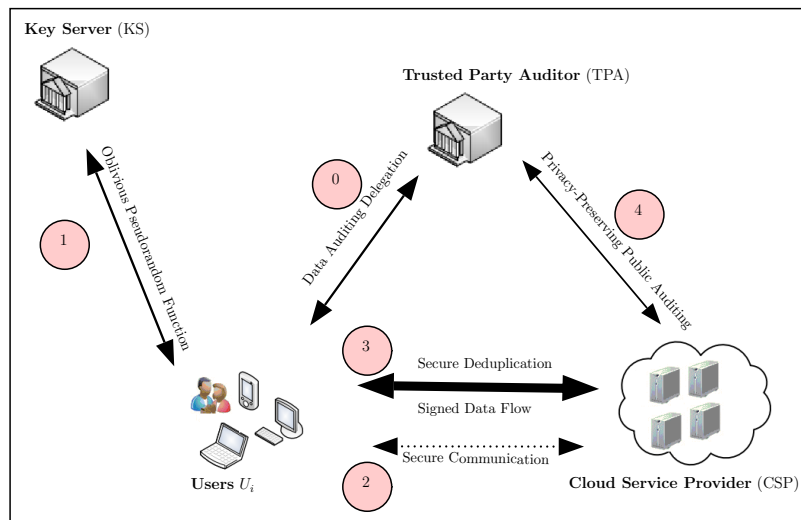 Key Server (KS)
Trusted Party Auditor (TPA)
Oblivious Pseudorandom Function
0
Data Auditing Delegation
Privacy-Preserving Public Auditing
4
1
3
Secure Deduplication
Signed Data Flow
Secure Communication
2
Users Ui
Cloud Service Provider (CSP)